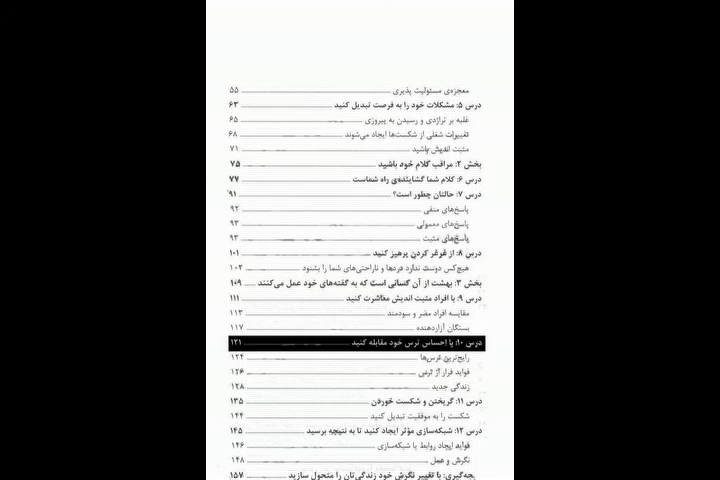 معجزه‌ی مسئولیت پذیری ۵۵
درس ۵: مشکلات خود را به فرصت تبدیل کنید ۶۳
غلبه بر تراژدی و رسیدن به پیروزی ۶۵
تغییرات شغلی از شکست‌ها ایجاد می‌شوند ۶۸
مثبت اندیش باشید ۷۱
بخش ۲: مراقب کلام خود باشید ۷۵
درس ۶: کلام شما گشاینده‌ی راه شماست ۷۷
درس ۷: حالتان چطور است؟ ۹۱
پاسخ‌های منفی ۹۲
پاسخ‌های معمولی ۹۳
پاسخ‌های مثبت ۹۳
درس ۸: از غرغر کردن پرهیز کنید ۱۰۱
هیچ‌کس دوست ندارد دردها و ناراحتی‌های شما را بشنود ۱۰۲
بخش ۳: بهشت از آن کسانی است که به گفته‌های خود عمل می‌کنند ۱۰۹
درس ۹: با افراد مثبت اندیش معاشرت کنید ۱۱۱
مقایسه افراد مضر و سودمند ۱۱۳
بستگان آزاردهنده ۱۱۷
درس ۱۰: با احساس ترس خود مقابله کنید ۱۲۱
رایج‌ترین ترس‌ها ۱۲۴
فواید فرار از ترس ۱۲۶
زندگی جدید ۱۲۸
درس ۱۱: گریختن و شکست خوردن ۱۳۵
شکست را به موفقیت تبدیل کنید ۱۴۴
درس ۱۲: شبکه‌سازی مؤثر ایجاد کنید تا به نتیجه برسید ۱۴۵
فواید ایجاد روابط یا شبکه‌سازی ۱۴۶
نگرش و عمل ۱۴۸
یجه‌گیری: با تغییر نگرش خود زندگی‌تان را متحول سازید ۱۵۷